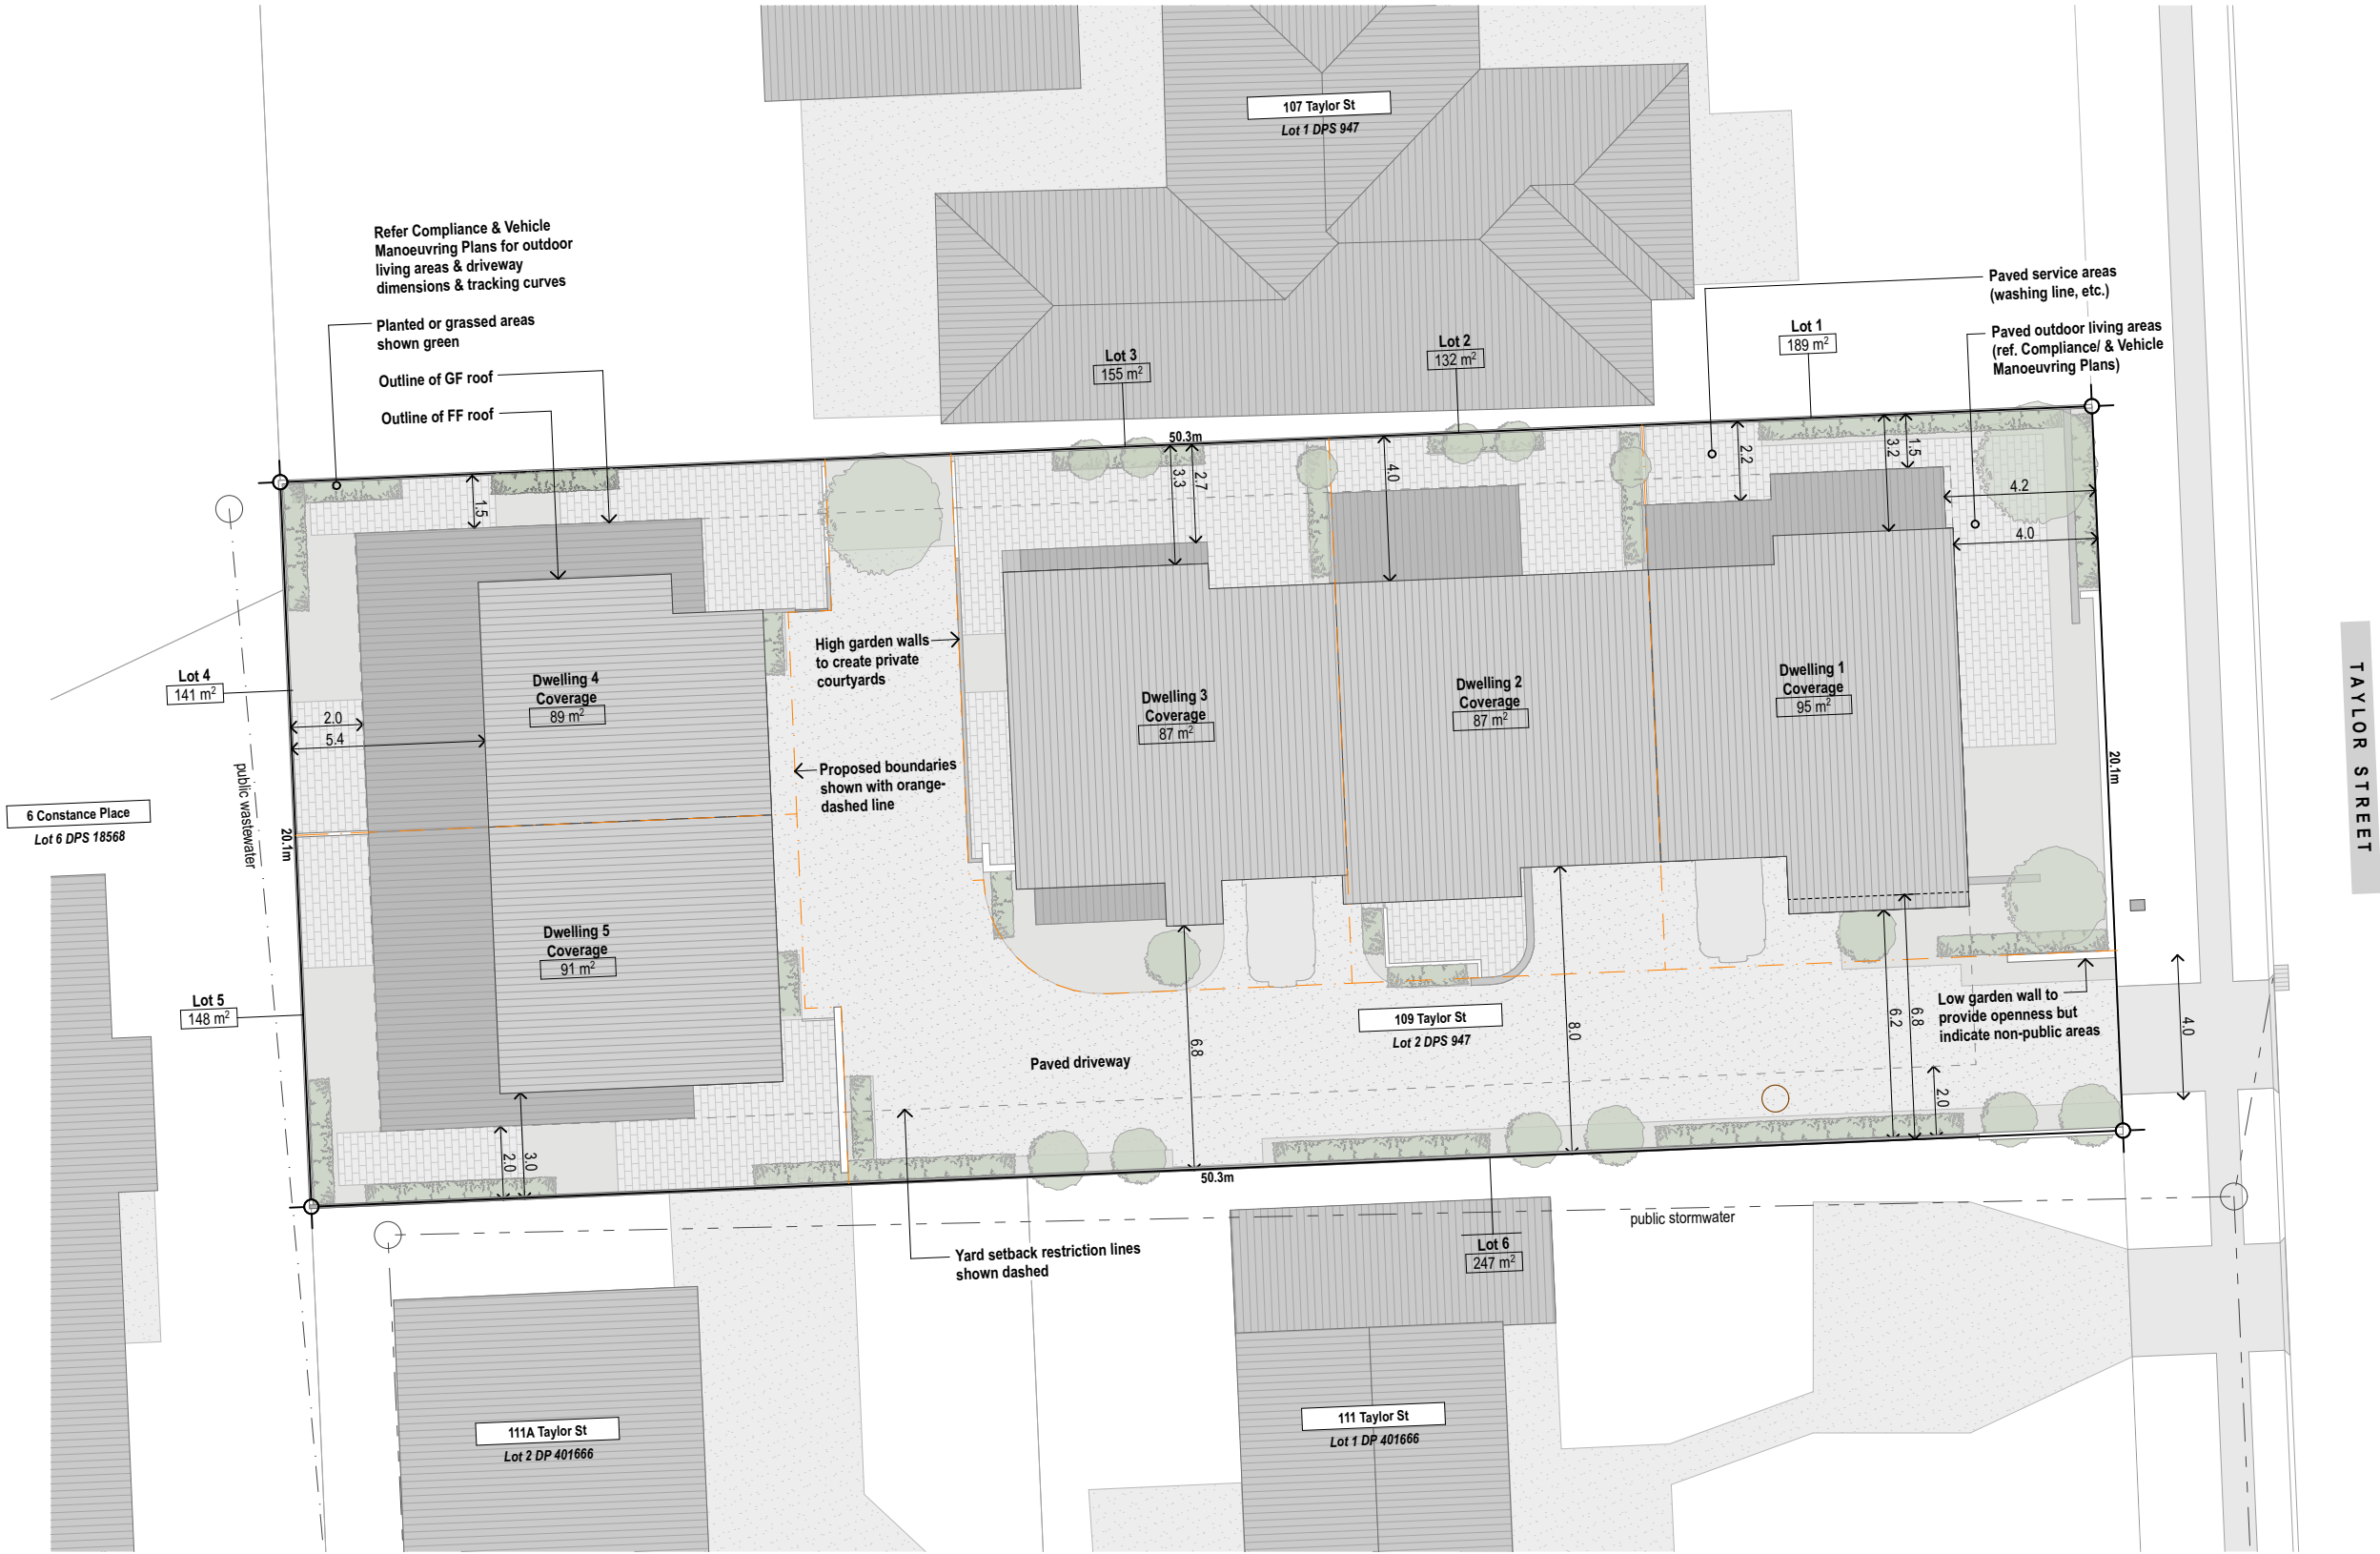 107 Taylor St
Lot 1 DPS 947
Refer Compliance & Vehicle
Manoeuvring Plans for outdoor
living areas & driveway
dimensions & tracking curves
Planted or grassed areas
shown green
Outline of GF roof
Outline of FF roof
Paved service areas
(washing line, etc.)
Paved outdoor living areas
(ref. Compliance/ & Vehicle
Manoeuvring Plans)
Lot 1
189 m²
Lot 2
132 m²
Lot 3
155 m²
50.3m
1.5
3.3
2.7
4.0
2.2
3.2
1.5
4.2
4.0
High garden walls
to create private
courtyards
Lot 4
141 m²
Dwelling 4
Coverage
89 m²
Dwelling 3
Coverage
87 m²
Dwelling 2
Coverage
87 m²
Dwelling 1
Coverage
95 m²
TAYLOR STREET
2.0
5.4
public wastewater
Proposed boundaries
shown with orange-
dashed line
20.1m
6 Constance Place
Lot 6 DPS 18568
20.1m
Dwelling 5
Coverage
91 m²
Lot 5
148 m²
109 Taylor St
Lot 2 DPS 947
Low garden wall to
provide openness but
indicate non-public areas
Paved driveway
6.8
8.0
6.2
6.8
4.0
2.0
2.0
3.0
50.3m
public stormwater
Yard setback restriction lines
shown dashed
Lot 6
247 m²
111A Taylor St
Lot 2 DP 401666
111 Taylor St
Lot 1 DP 401666